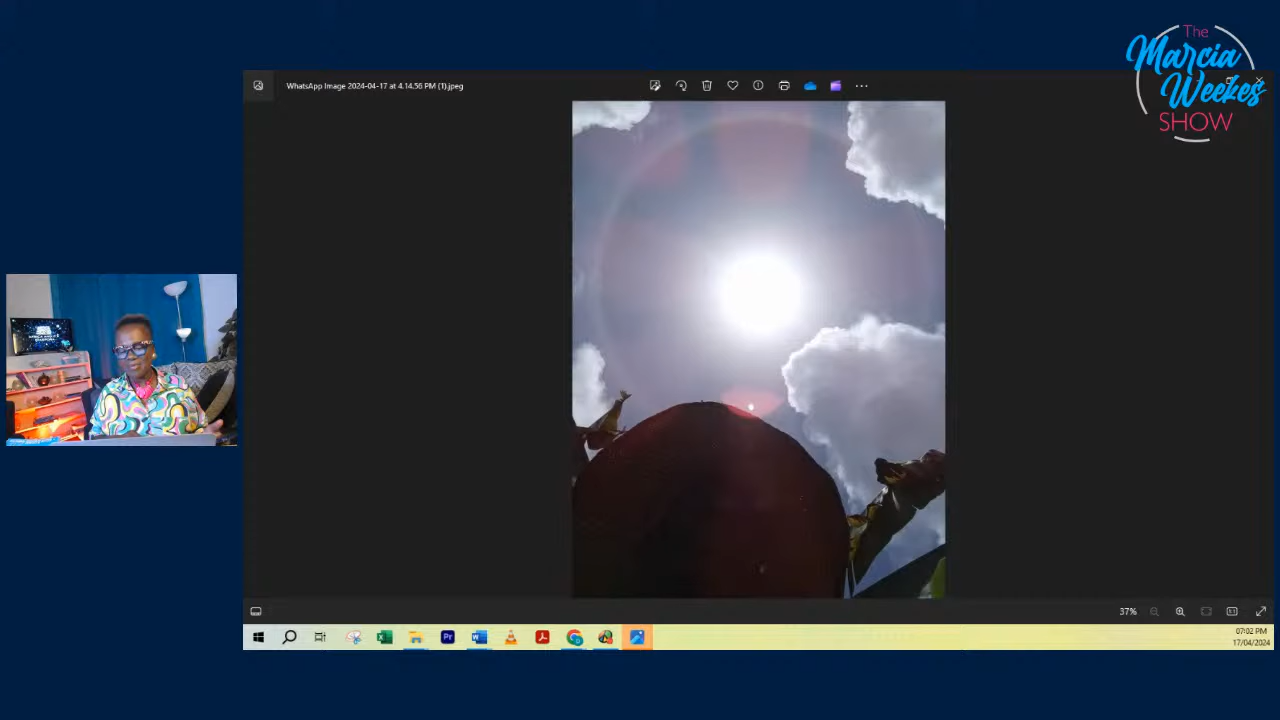 The
Marcia
Weekes
SHOW
WhatsApp Image 2024-04-17 at 4.14.56 PM (1).jpeg
37%
07:02 PM
17/04/2024